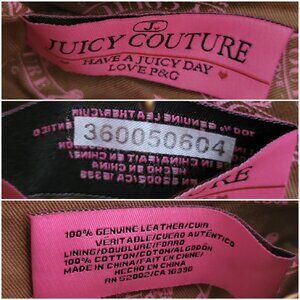 J
JUICY COUTURE
HAVE A JUICY DAY
LOVE P&G
360050604
100% GENUINE LEATHER/CUIR
VERITABLE/CUERO AUTÉNTICO
LINING/DOUBLURE/FORRO
100% COTTON/COTON/ALGODÓN
MADE IN CHINA/FAIT EN CHINE/
HECHO EN CHINA
RN 52002/CA 16338